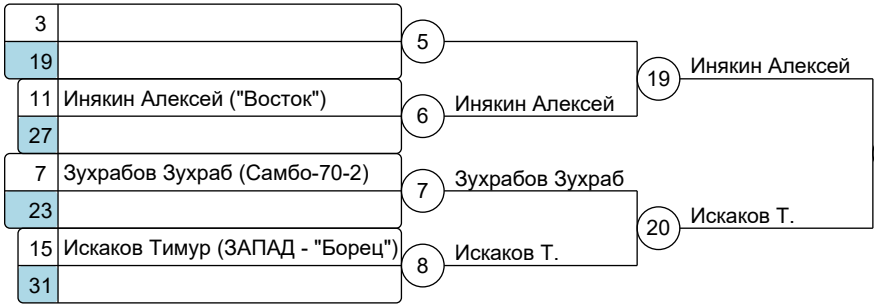 3
19
5
11 Инякин Алексей ("Восток")
27
6 Инякин Алексей
19 Инякин Алексей
7 Зухрабов Зухраб (Самбо-70-2)
23
7 Зухрабов Зухраб
15 Искаков Тимур (ЗАПАД - "Борец")
31
8 Искаков Т.
20 Искаков Т.